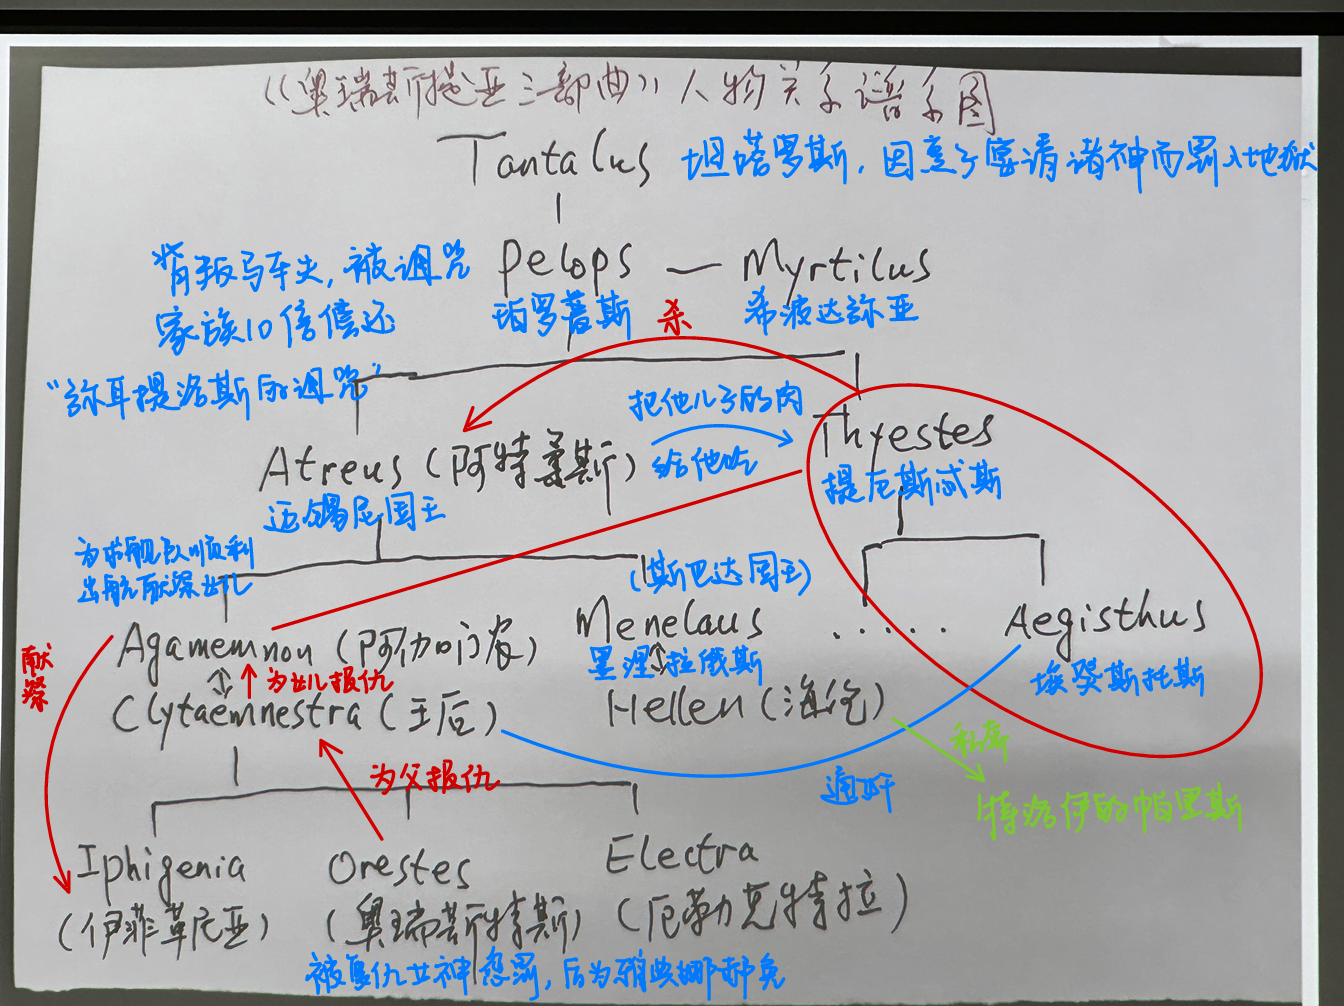 《奥瑞斯提亚三部曲》人物关系谱系图
Tantalus 坦塔罗斯，因烹子宴请诸神而罚入地狱
背叛马车夫，被诅咒
家族10倍偿还
Pelops — Myrtilus
珀罗普斯 希波达弥亚
杀
“弥耳提洛斯的诅咒”
把他儿子的肉
给他吃
Atreus（阿特柔斯）
迈锡尼国王
Thyestes
提厄斯忒斯
为求舰队顺利
出航献祭女儿
（斯巴达国王）
Agamemnon（阿伽门农）
Menelaus
墨涅拉俄斯
......
Aegisthus
埃癸斯托斯
献祭
为女儿报仇
Clytaemnestra（王后）
Hellen（海伦）
私奔
特洛伊的帕里斯
通奸
为父报仇
Iphigenia
（伊菲革尼亚）
Orestes
（奥瑞斯特斯）
Electra
（厄勒克特拉）
被复仇女神惩罚，后为雅典娜赦免